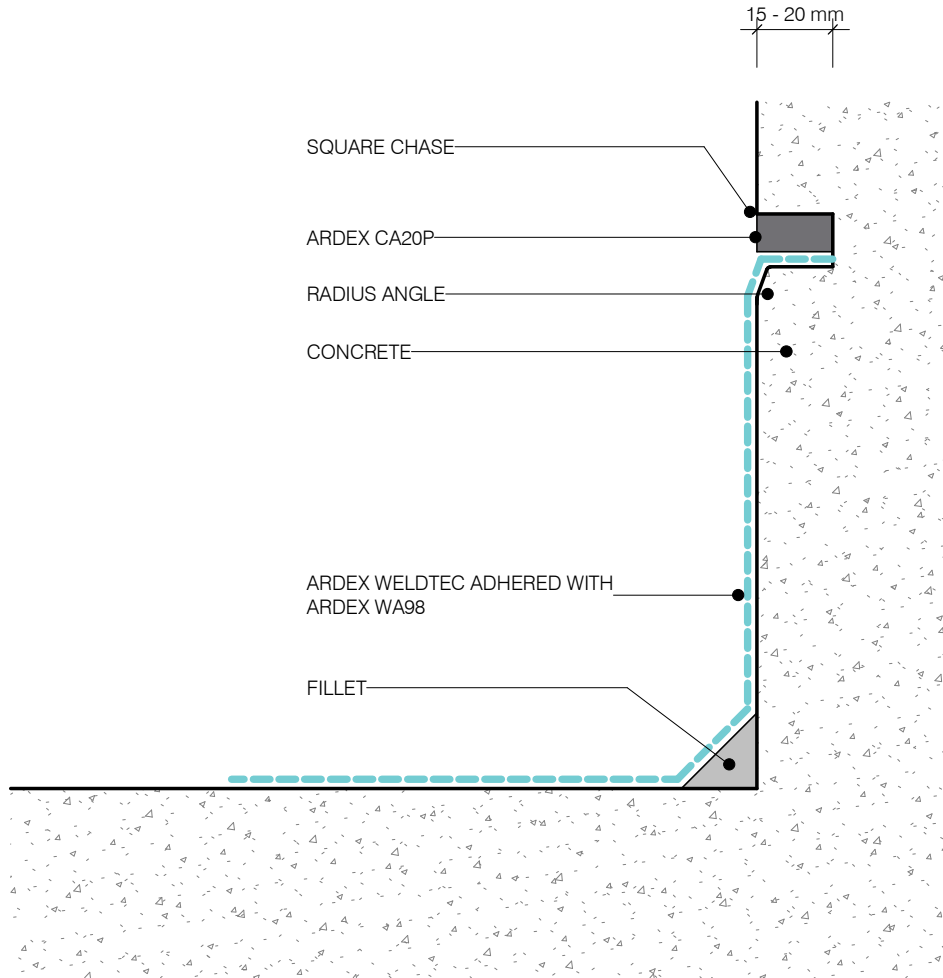 15 - 20 mm
SQUARE CHASE
ARDEX CA20P
RADIUS ANGLE
CONCRETE
ARDEX WELDTEC ADHERED WITH
ARDEX WA98
FILLET